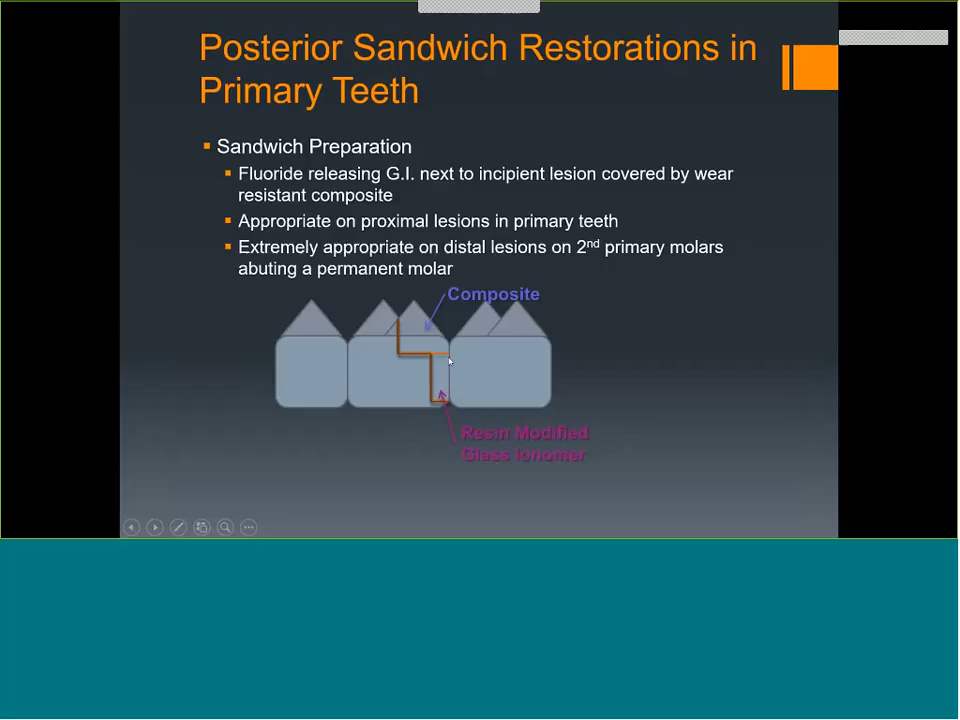 Posterior Sandwich Restorations in
Primary Teeth
Sandwich Preparation
Fluoride releasing G.I. next to incipient lesion covered by wear
resistant composite
Appropriate on proximal lesions in primary teeth
Extremely appropriate on distal lesions on 2nd primary molars
abuting a permanent molar
Composite
Resin Modified
Glass Ionomer